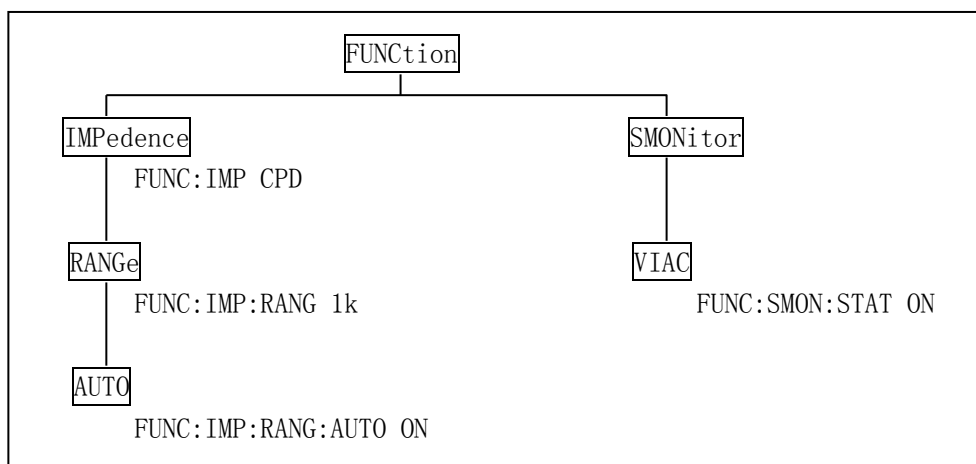 FUNCtion
IMPedence
SMONitor
FUNC:IMP CPD
RANGe
VIAC
FUNC:IMP:RANG 1k
FUNC:SMON:STAT ON
AUTO
FUNC:IMP:RANG:AUTO ON